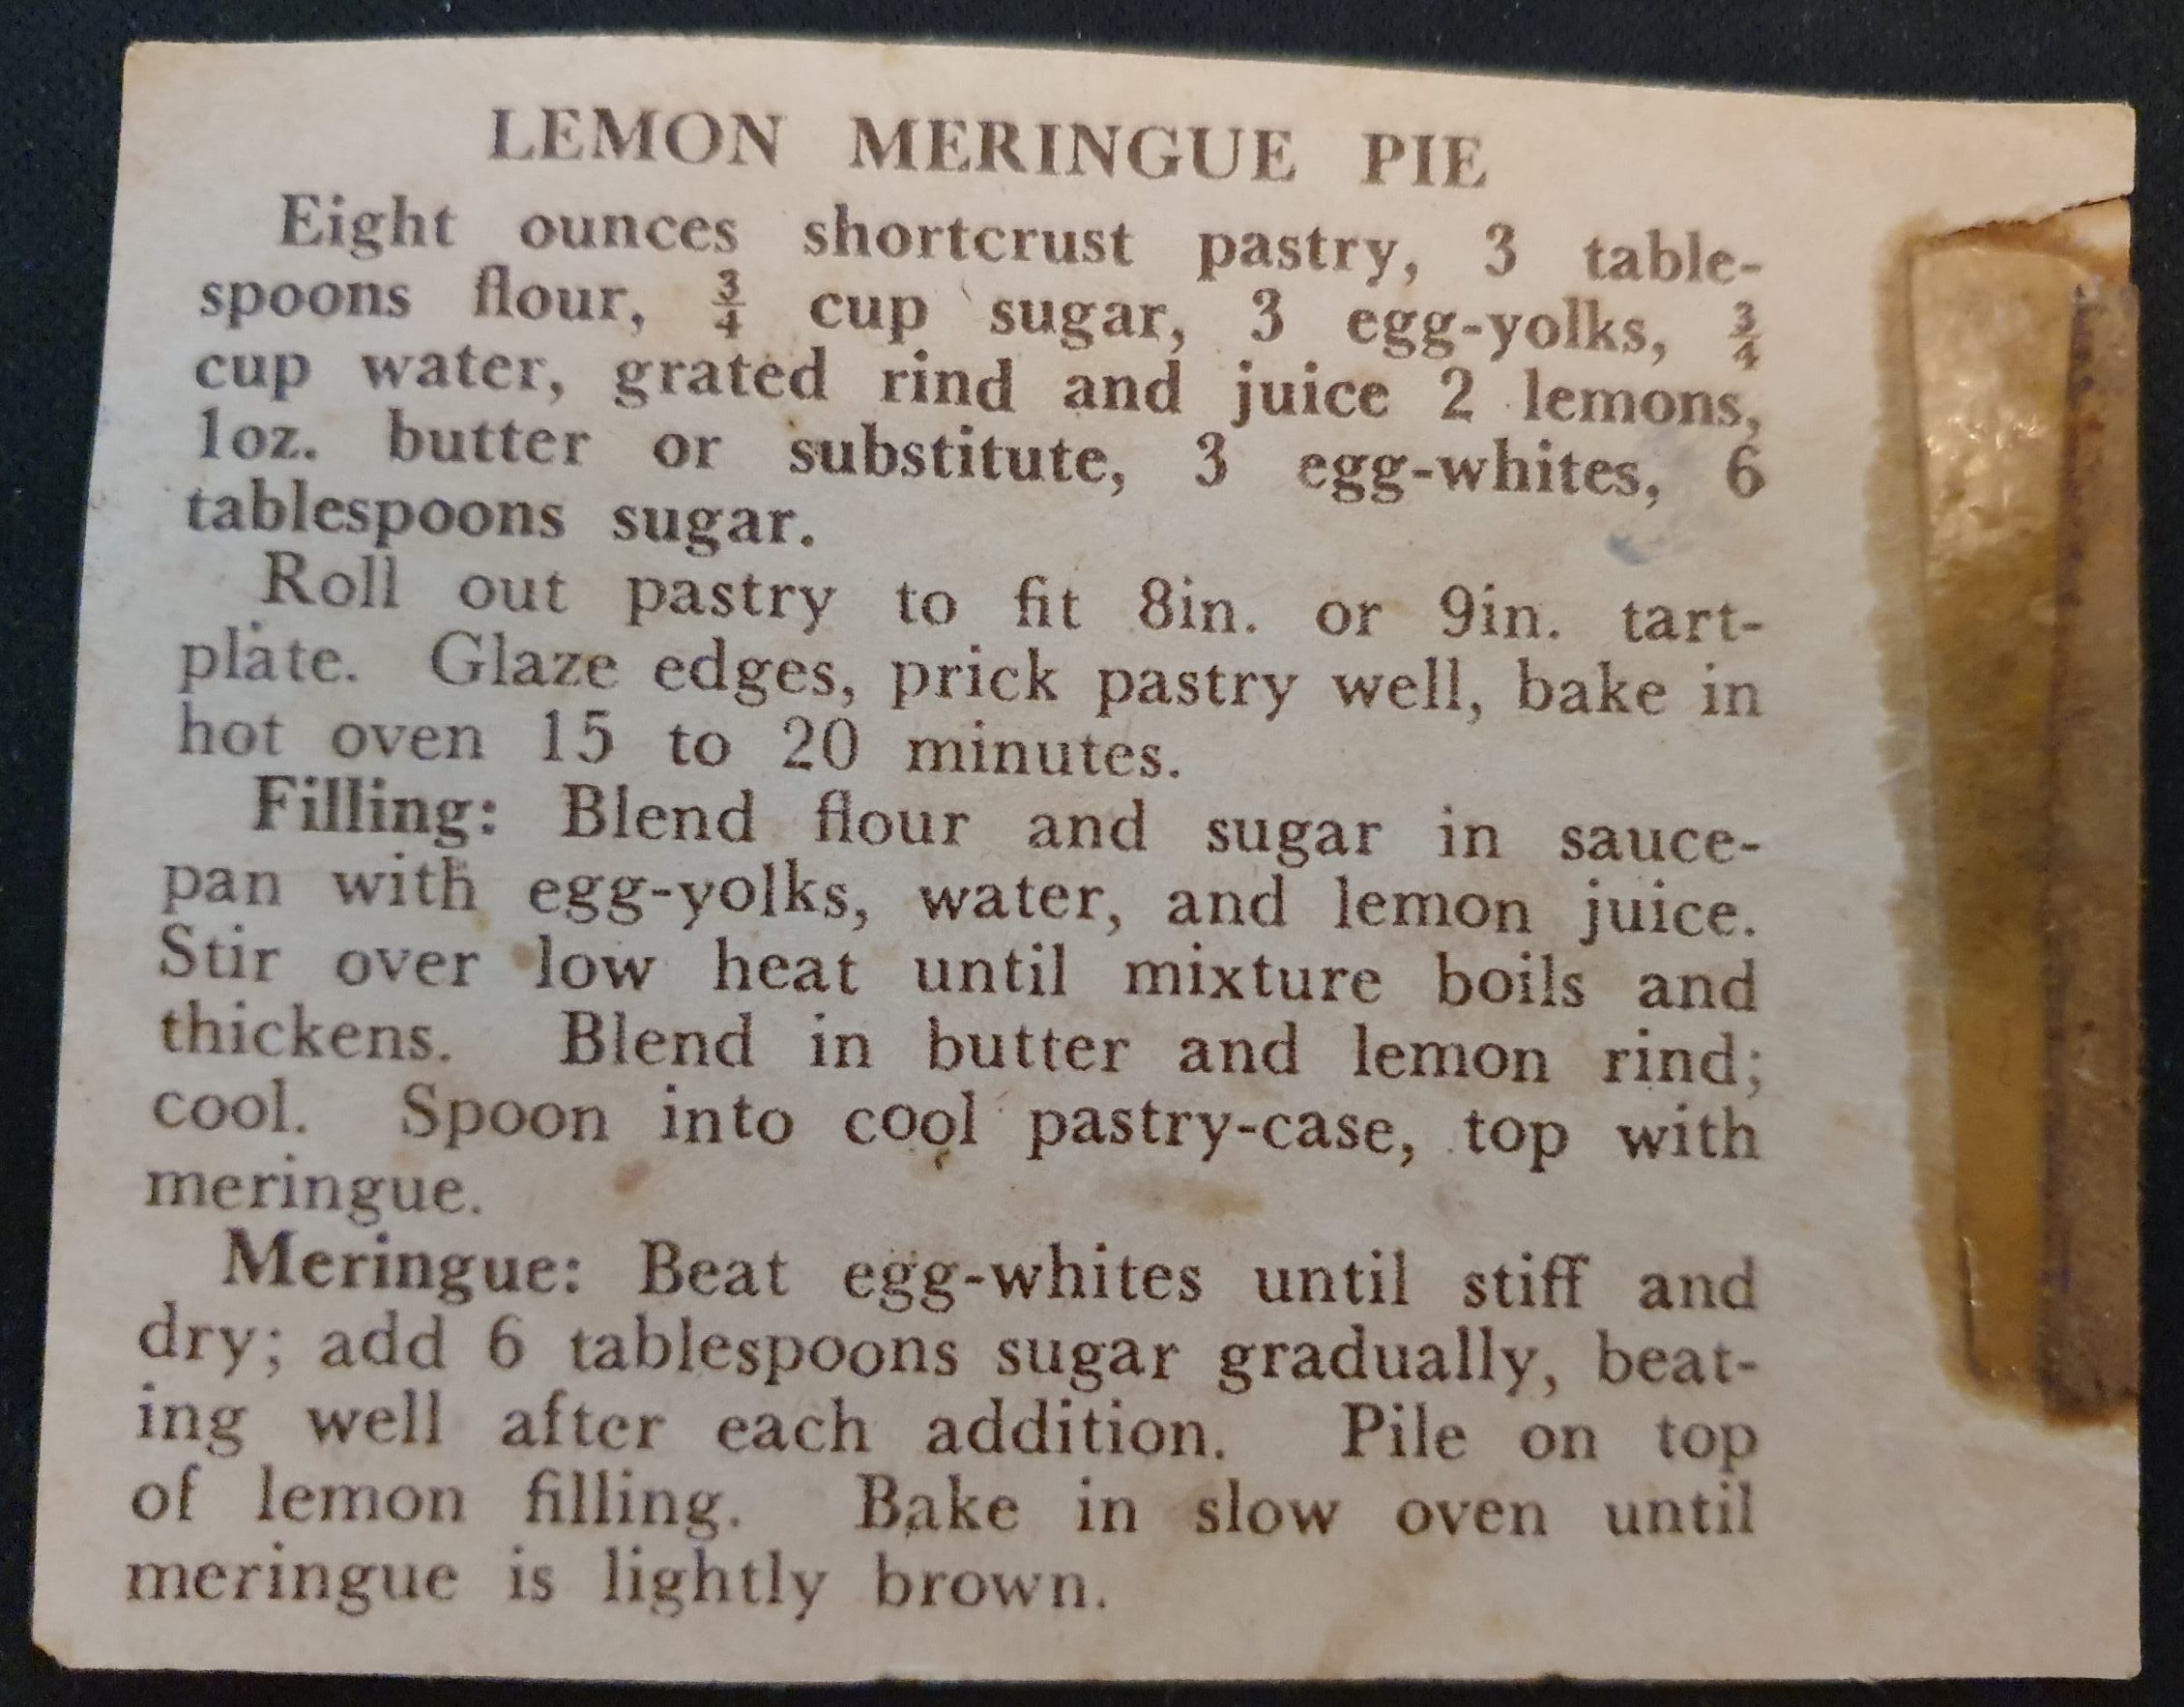 LEMON MERINGUE PIE
Eight ounces shortcrust pastry, 3 table-
spoons flour, ¾ cup sugar, 3 egg-yolks, ¾
cup water, grated rind and juice 2 lemons,
1oz. butter or substitute, 3 egg-whites, 6
tablespoons sugar.
Roll out pastry to fit 8in. or 9in. tart-
plate. Glaze edges, prick pastry well, bake in
hot oven 15 to 20 minutes.
Filling: Blend flour and sugar in sauce-
pan with egg-yolks, water, and lemon juice.
Stir over low heat until mixture boils and
thickens. Blend in butter and lemon rind;
cool. Spoon into cool pastry-case, top with
meringue.
Meringue: Beat egg-whites until stiff and
dry; add 6 tablespoons sugar gradually, beat-
ing well after each addition. Pile on top
of lemon filling. Bake in slow oven until
meringue is lightly brown.